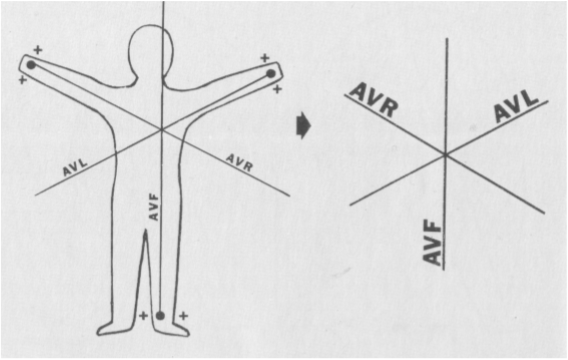 + +
+ +
AVL AVR
AVF
+ +
AVR AVL
AVF